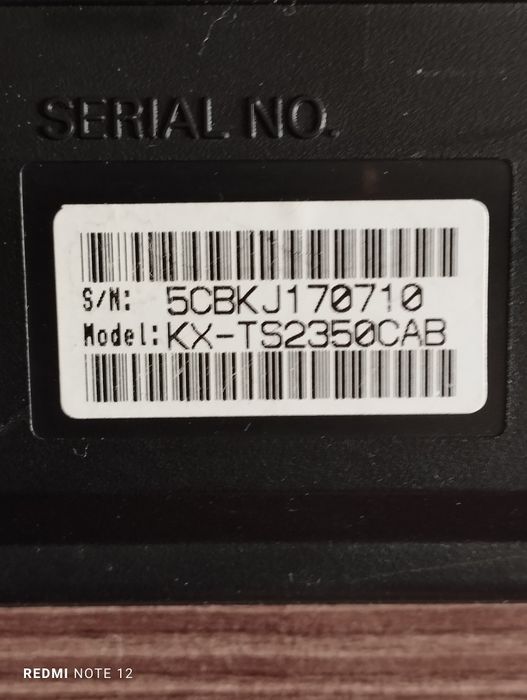 SERIAL NO.
S/N: 5CBKJ170710
Model: KX-TS2350CAB
REDMI NOTE 12